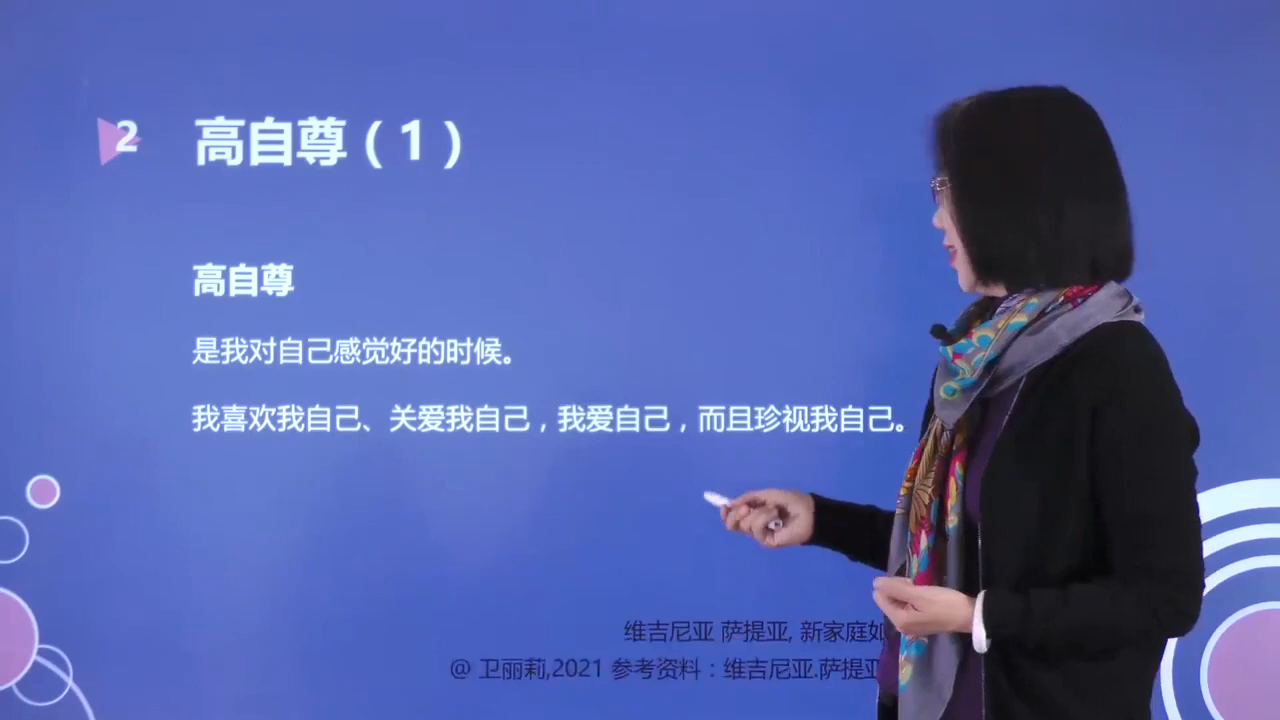 2 高自尊（1）
高自尊
是我对自己感觉好的时候。
我喜欢我自己、关爱我自己，我爱自己，而且珍视我自己。
维吉尼亚 萨提亚, 新家庭如
@ 卫丽莉,2021 参考资料：维吉尼亚.萨提亚